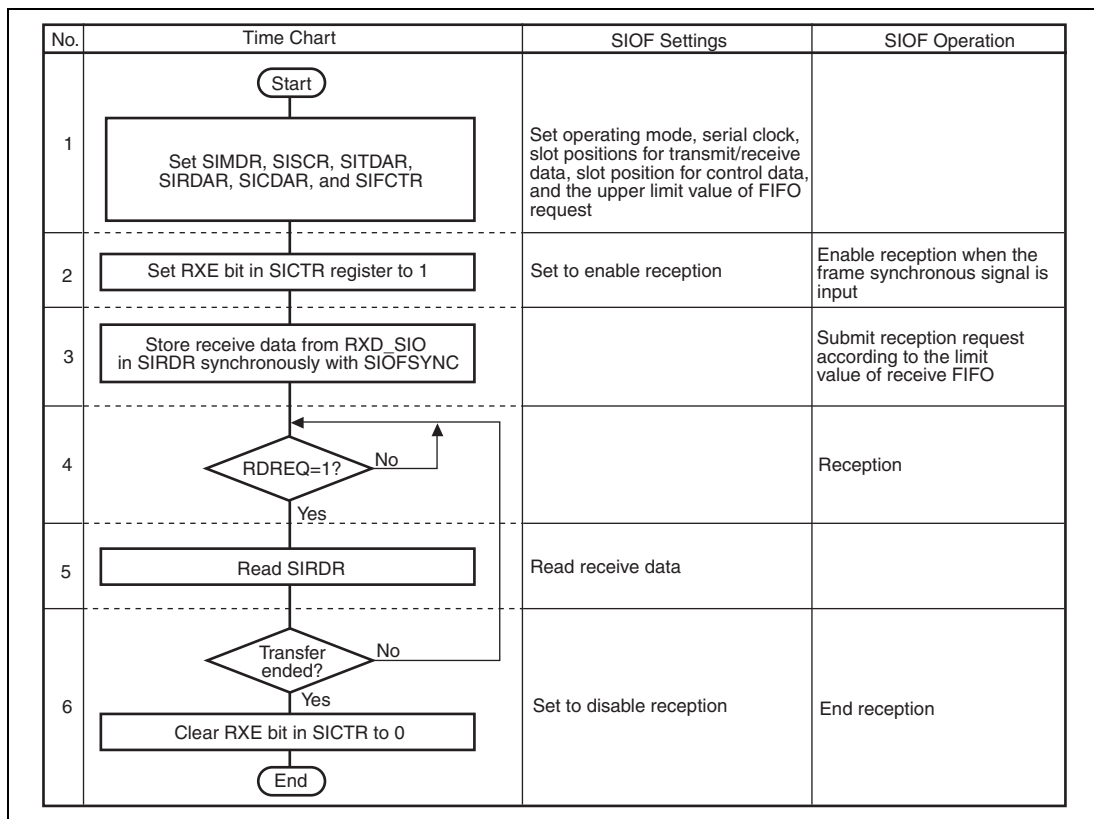 No.
Time Chart
SIOF Settings
SIOF Operation
Start
1
Set SIMDR, SISCR, SITDAR,
SIRDAR, SICDAR, and SIFCTR
Set operating mode, serial clock,
slot positions for transmit/receive
data, slot position for control data,
and the upper limit value of FIFO
request
2
Set RXE bit in SICTR register to 1
Set to enable reception
Enable reception when the
frame synchronous signal is
input
3
Store receive data from RXD_SIO
in SIRDR synchronously with SIOFSYNC
Submit reception request
according to the limit
value of receive FIFO
4
RDREQ=1?
No
Yes
Reception
5
Read SIRDR
Read receive data
6
Transfer
ended?
No
Yes
Clear RXE bit in SICTR to 0
Set to disable reception
End reception
End